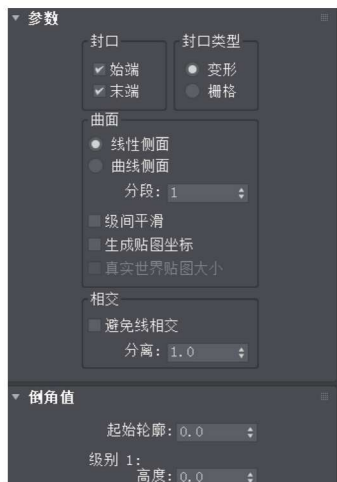 参数
封口 封口类型
始端 变形
末端 栅格
曲面
线性侧面
曲线侧面
分段: 1
级间平滑
生成贴图坐标
真实世界贴图大小
相交
避免线相交
分离: 1.0
倒角值
起始轮廓: 0.0
级别 1:
高度: 0.0